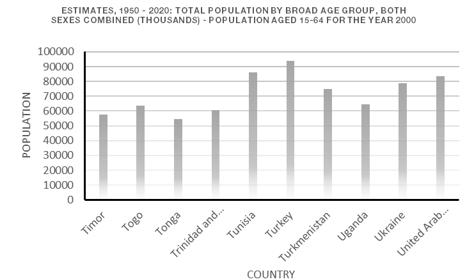 ESTIMATES, 1950 - 2020: TOTAL POPULATION BY BROAD AGE GROUP, BOTH
SEXES COMBINED (THOUSANDS) - POPULATION AGED 15-64 FOR THE YEAR 2000
POPULATION
100000
90000
80000
70000
60000
50000
40000
30000
20000
10000
0
Timor
Togo
Tonga
Trinidad and...
Tunisia
Turkey
Turkmenistan
Uganda
Ukraine
United Arab...
COUNTRY